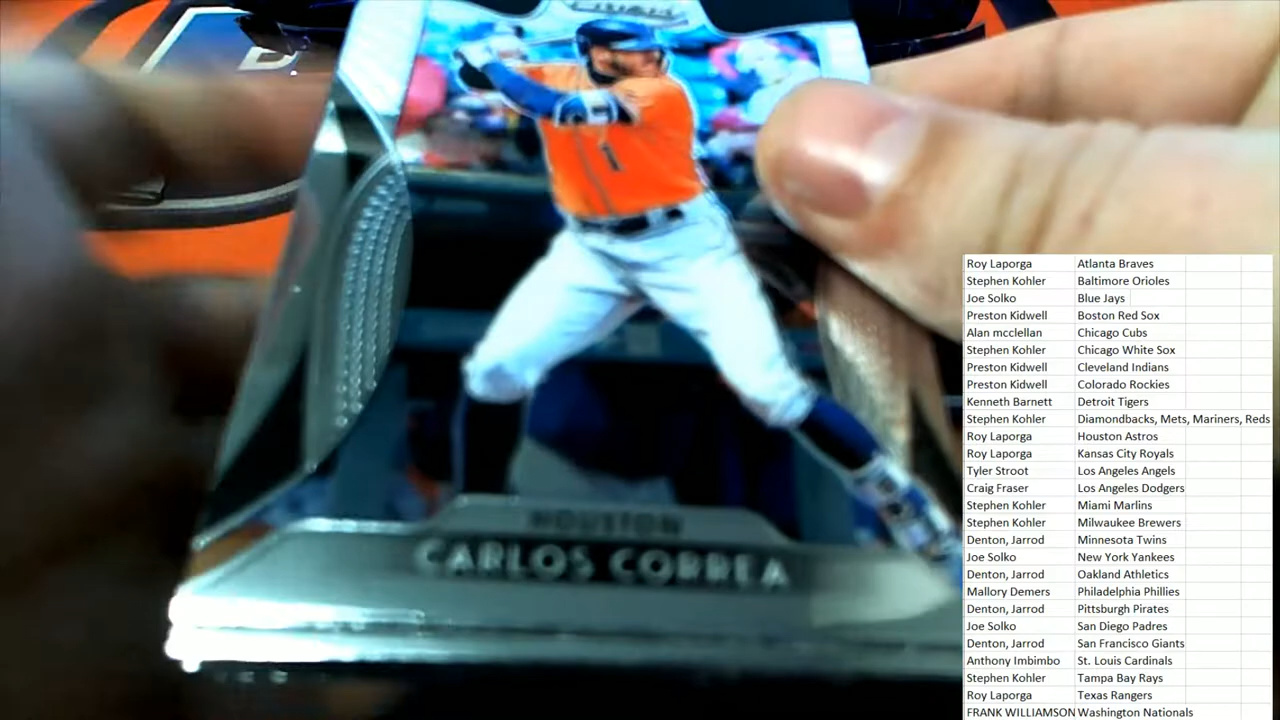 B
PRIZM
1
HOUSTON
CARLOS CORREA
Roy Laporga Atlanta Braves
Stephen Kohler Baltimore Orioles
Joe Solko Blue Jays
Preston Kidwell Boston Red Sox
Alan mcclellan Chicago Cubs
Stephen Kohler Chicago White Sox
Preston Kidwell Cleveland Indians
Preston Kidwell Colorado Rockies
Kenneth Barnett Detroit Tigers
Stephen Kohler Diamondbacks, Mets, Mariners, Reds
Roy Laporga Houston Astros
Roy Laporga Kansas City Royals
Tyler Stroot Los Angeles Angels
Craig Fraser Los Angeles Dodgers
Stephen Kohler Miami Marlins
Stephen Kohler Milwaukee Brewers
Denton, Jarrod Minnesota Twins
Joe Solko New York Yankees
Denton, Jarrod Oakland Athletics
Mallory Demers Philadelphia Phillies
Denton, Jarrod Pittsburgh Pirates
Joe Solko San Diego Padres
Denton, Jarrod San Francisco Giants
Anthony Imbimbo St. Louis Cardinals
Stephen Kohler Tampa Bay Rays
Roy Laporga Texas Rangers
FRANK WILLIAMSON Washington Nationals